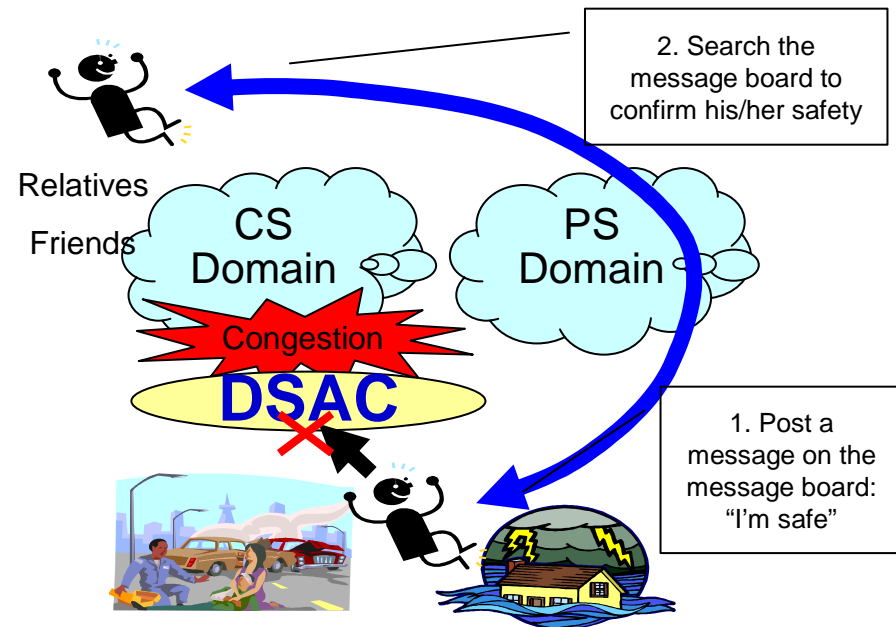 2. Search the
message board to
confirm his/her safety
Relatives
Friends
CS
Domain
PS
Domain
Congestion
DSAC
1. Post a
message on the
message board:
“I’m safe”